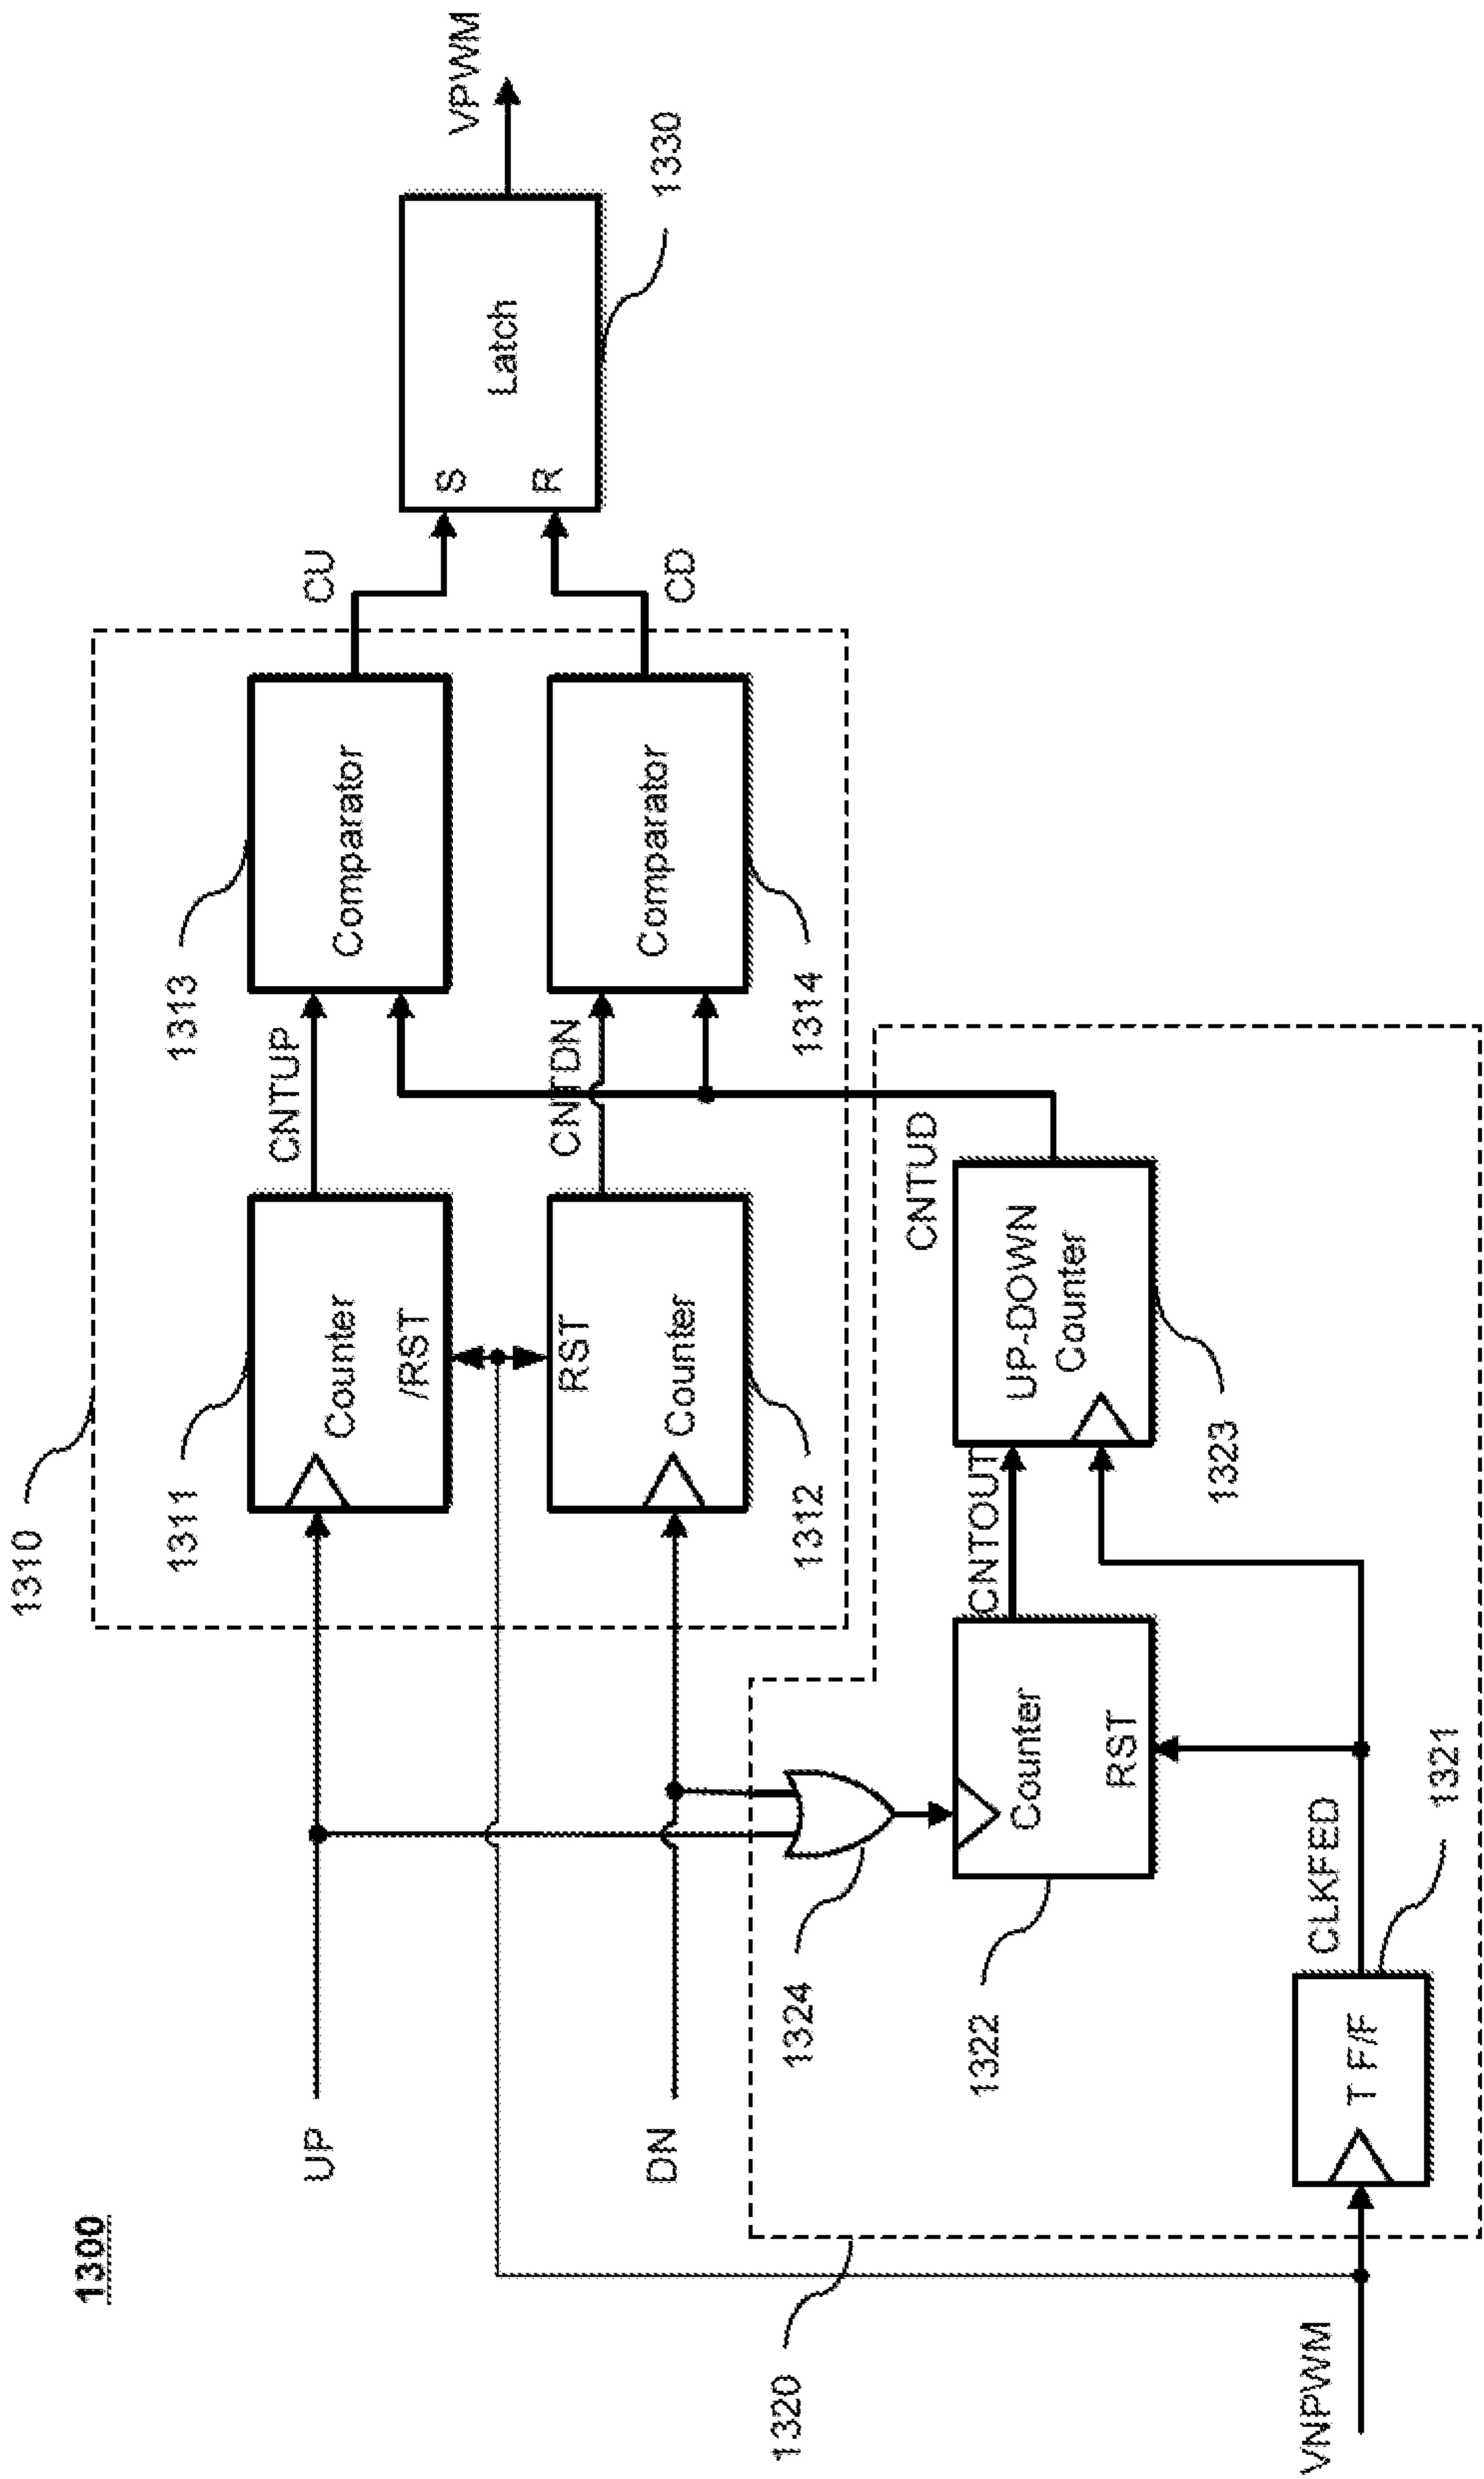 1300
1310
1311
Counter
/RST
CNTUP
1313
Comparator
CU
UP
S
R
Latch
VPWM
1330
DN
RST
Counter
1312
CNTDN
Comparator
1314
CD
1324
1322
Counter
RST
CNTOUT
UP-DOWN
Counter
1323
CNTUD
1320
VNPWM
T F/F
1321
CLKFED